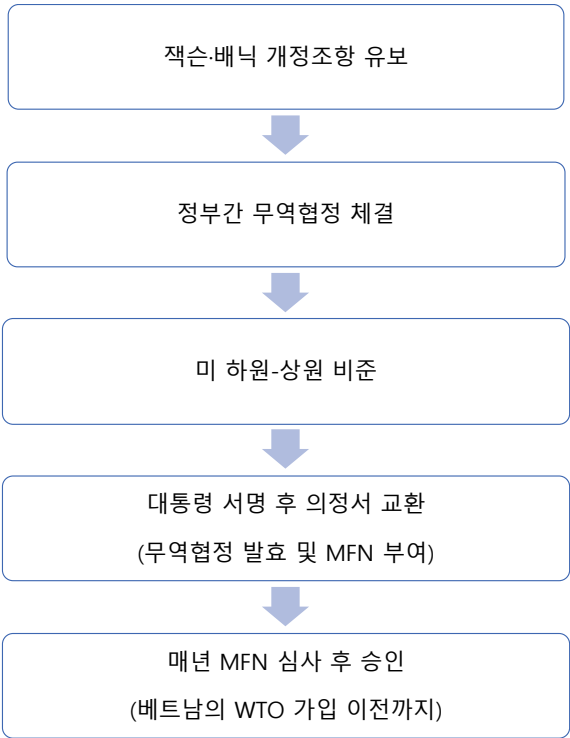 잭슨·배닉 개정조항 유보
정부간 무역협정 체결
미 하원-상원 비준
대통령 서명 후 의정서 교환
(무역협정 발효 및 MFN 부여)
매년 MFN 심사 후 승인
(베트남의 WTO 가입 이전까지)